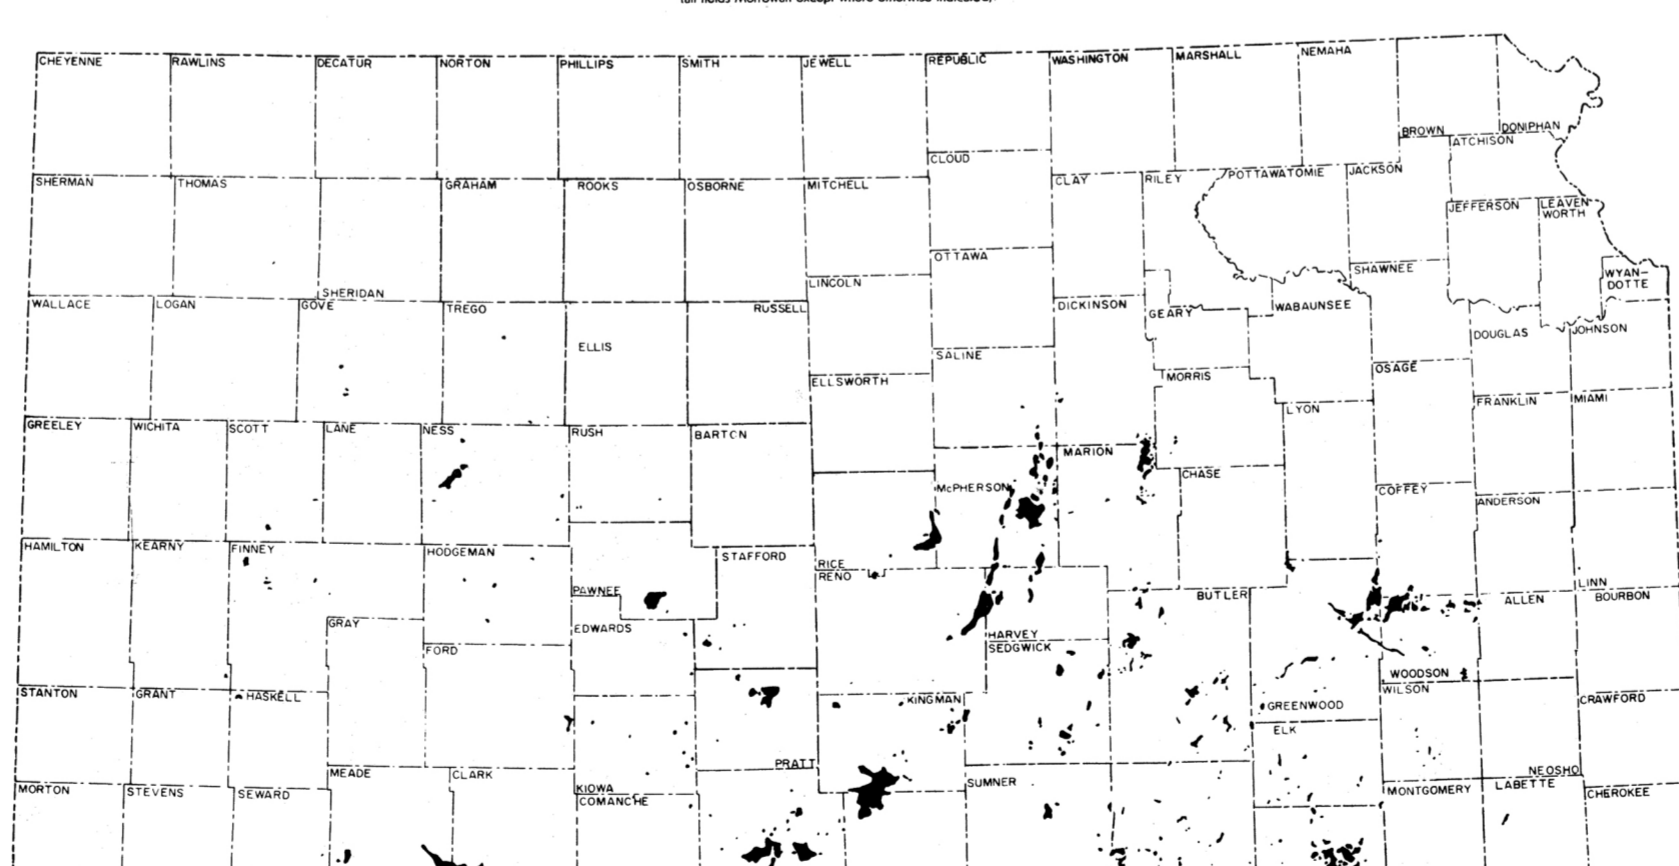 CHEYENNE
RAWLINS
DECATUR
NORTON
PHILLIPS
SMITH
JEWELL
REPUBLIC
WASHINGTON
MARSHALL
NEMAHA
BROWN
DONIPHAN
ATCHISON
CLOUD
SHERMAN
THOMAS
GRAHAM
ROOKS
OSBORNE
MITCHELL
CLAY
RILEY
POTTAWATOMIE
JACKSON
JEFFERSON
LEAVEN
WORTH
OTTAWA
SHAWNEE
WYAN-
DOTTE
SHERIDAN
LINCOLN
WALLACE
LOGAN
GOVE
TREGO
RUSSELL
DICKINSON
GEARY
WABAUNSEE
DOUGLAS
JOHNSON
ELLIS
SALINE
ELLSWORTH
MORRIS
OSAGE
LYON
FRANKLIN
MIAMI
GREELEY
WICHITA
SCOTT
LANE
NESS
RUSH
BARTON
MARION
CHASE
McPHERSON
COFFEY
ANDERSON
HAMILTON
KEARNY
FINNEY
HODGEMAN
STAFFORD
RICE
RENO
LINN
PAWNEE
BUTLER
ALLEN
BOURBON
GRAY
EDWARDS
HARVEY
SEDGWICK
FORD
WOODSON
WILSON
STANTON
GRANT
HASKELL
KINGMAN
GREENWOOD
CRAWFORD
ELK
MEADE
CLARK
PRATT
SUMNER
NEOSHO
MORTON
STEVENS
SEWARD
KIOWA
COMANCHE
MONTGOMERY
LABETTE
CHEROKEE